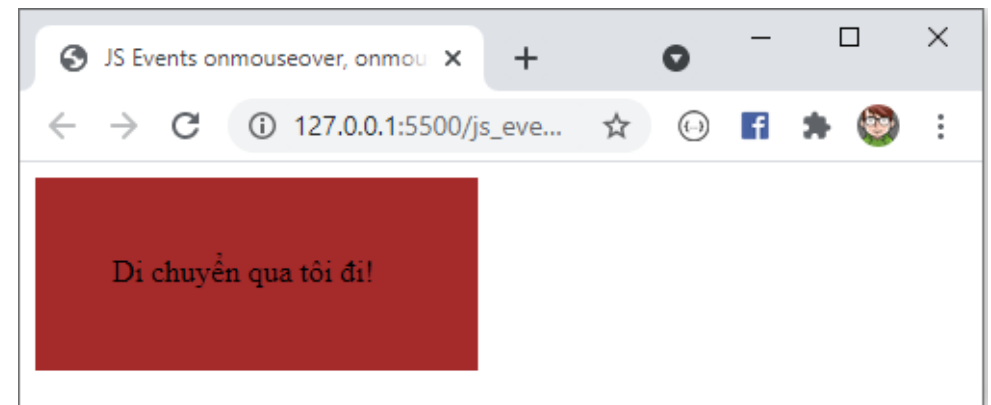 JS Events onmouseover, onmou
127.0.0.1:5500/js_eve...
Di chuyển qua tôi đi!